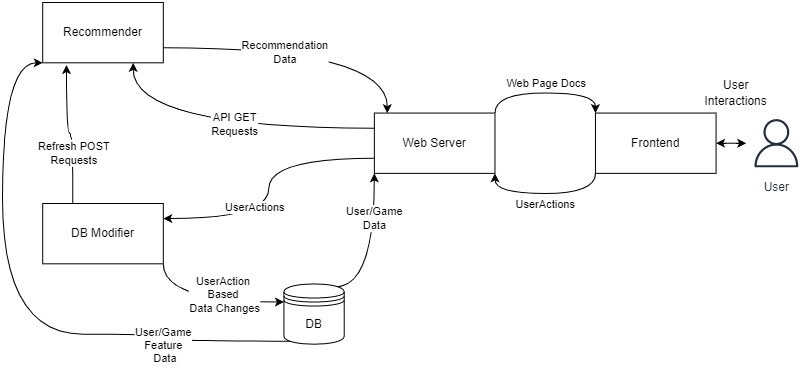 Recommender
Recommendation
Data
Web Page Docs
User
Interactions
API GET
Requests
Web Server
Frontend
Refresh POST
Requests
User
UserActions
UserActions
User/Game
Data
DB Modifier
UserAction
Based
Data Changes
DB
User/Game
Feature
Data